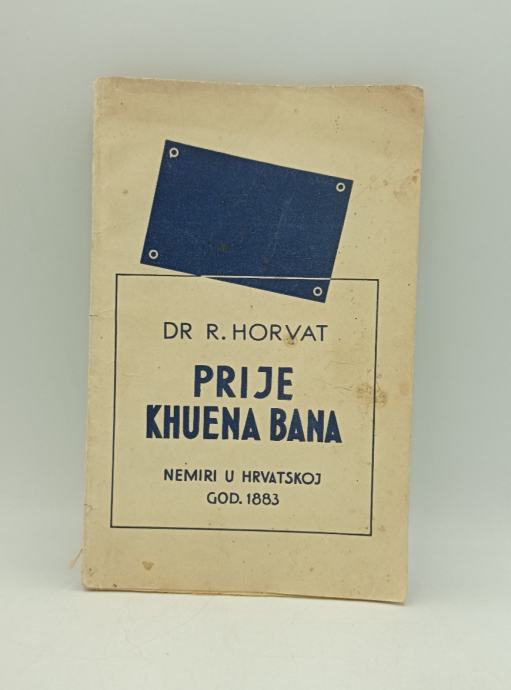 DR R. HORVAT
PRIJE
KHUENA BANA
NEMIRI U HRVATSKOJ
GOD. 1883